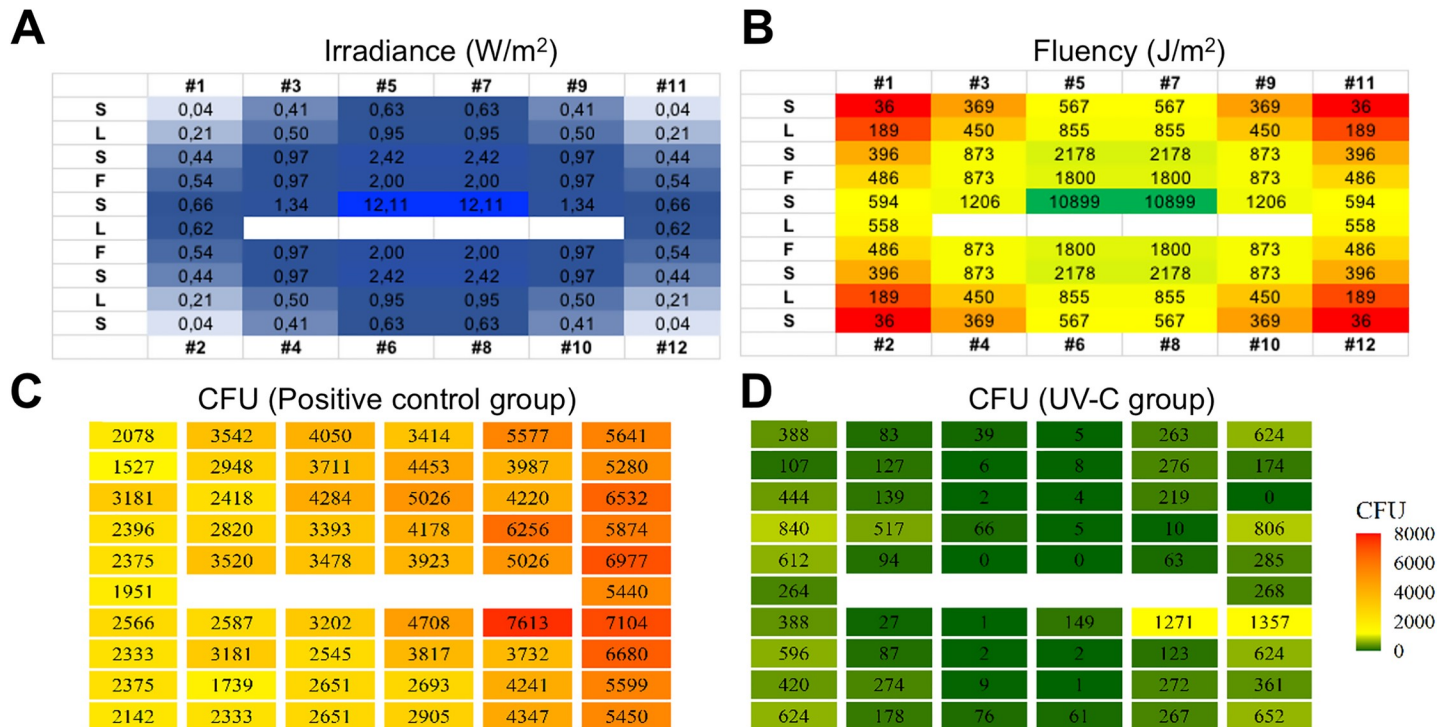 A
Irradiance (W/m²)
#1 #3 #5 #7 #9 #11
S 0,04 0,41 0,63 0,63 0,41 0,04
L 0,21 0,50 0,95 0,95 0,50 0,21
S 0,44 0,97 2,42 2,42 0,97 0,44
F 0,54 0,97 2,00 2,00 0,97 0,54
S 0,66 1,34 12,11 12,11 1,34 0,66
L 0,62 0,62
F 0,54 0,97 2,00 2,00 0,97 0,54
S 0,44 0,97 2,42 2,42 0,97 0,44
L 0,21 0,50 0,95 0,95 0,50 0,21
S 0,04 0,41 0,63 0,63 0,41 0,04
#2 #4 #6 #8 #10 #12
B
Fluency (J/m²)
#1 #3 #5 #7 #9 #11
S 36 369 567 567 369 36
L 189 450 855 855 450 189
S 396 873 2178 2178 873 396
F 486 873 1800 1800 873 486
S 594 1206 10899 10899 1206 594
L 558 558
F 486 873 1800 1800 873 486
S 396 873 2178 2178 873 396
L 189 450 855 855 450 189
S 36 369 567 567 369 36
#2 #4 #6 #8 #10 #12
C
CFU (Positive control group)
2078 3542 4050 3414 5577 5641
1527 2948 3711 4453 3987 5280
3181 2418 4284 5026 4220 6532
2396 2820 3393 4178 6256 5874
2375 3520 3478 3923 5026 6977
1951 5440
2566 2587 3202 4708 7613 7104
2333 3181 2545 3817 3732 6680
2375 1739 2651 2693 4241 5599
2142 2333 2651 2905 4347 5450
D
CFU (UV-C group)
388 83 39 5 263 624
107 127 6 8 276 174
444 139 2 4 219 0
840 517 66 5 10 806
612 94 0 0 63 285
264 268
388 27 1 149 1271 1357
596 87 2 2 123 624
420 274 9 1 272 361
624 178 76 61 267 652
CFU
8000
6000
4000
2000
0